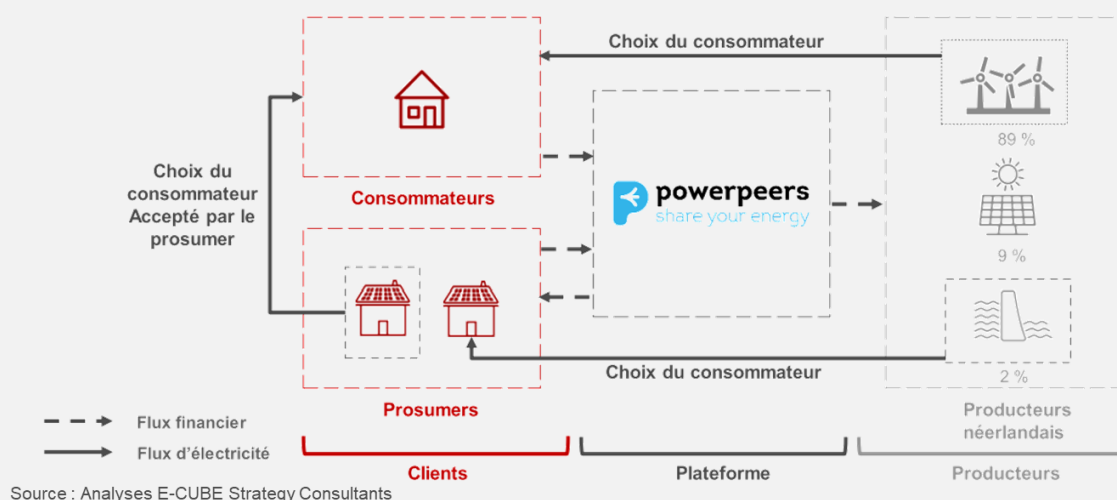 Choix du consommateur
89 %
Choix du
consommateur
Accepté par le
prosumer
Consommateurs
powerpeers
share your energy
9 %
Choix du consommateur
2 %
Prosumers
Producteurs
néerlandais
Flux financier
Flux d'électricité
Clients
Plateforme
Producteurs
Source : Analyses E-CUBE Strategy Consultants